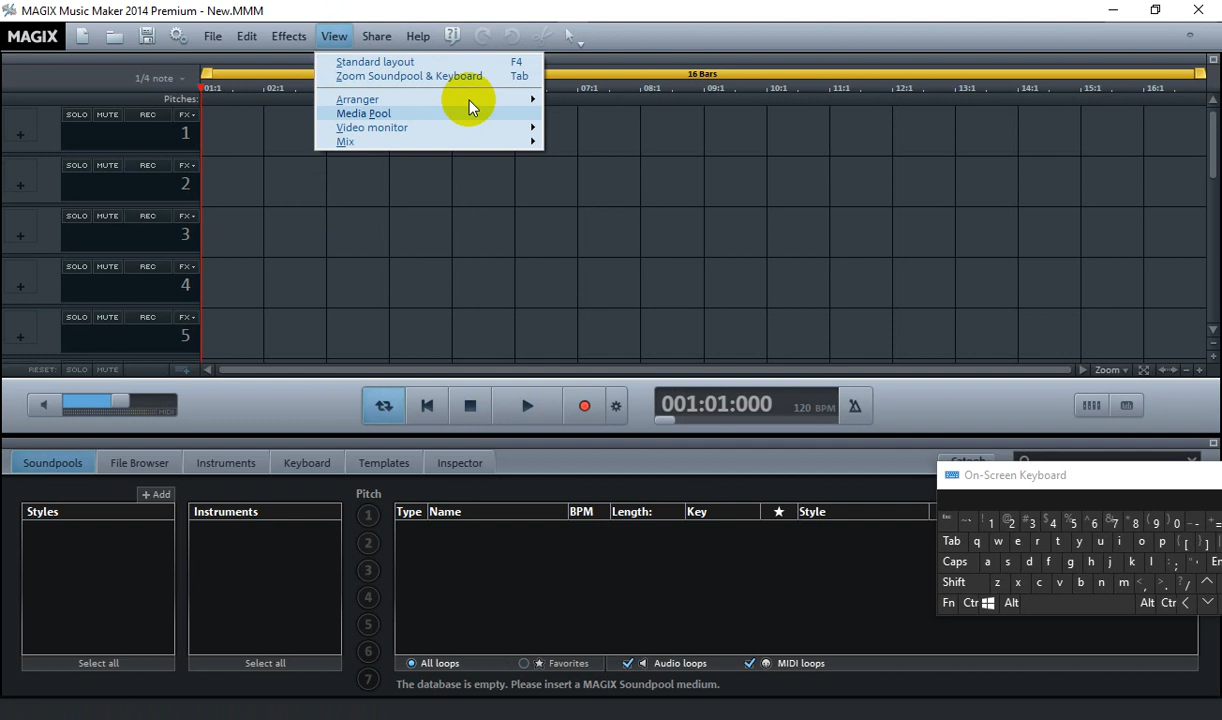 MAGIX Music Maker 2014 Premium - New.MMM
MAGIX File Edit Effects View Share Help
Standard layout F4
Zoom Soundpool & Keyboard Tab
Arranger
Media Pool
Video monitor
Mix
1/4 note
16 Bars
Pitches:
01:1 02:1 07:1 08:1 09:1 10:1 11:1 12:1 13:1 14:1 15:1 16:1
SOLO MUTE REC FX
1
SOLO MUTE REC FX
2
SOLO MUTE REC FX
3
SOLO MUTE REC FX
4
SOLO MUTE REC FX
5
RESET: SOLO MUTE Zoom
MIDI
001:01:000 120 BPM
Soundpools File Browser Instruments Keyboard Templates Inspector
On-Screen Keyboard
+ Add Pitch
Styles Instruments
Type Name BPM Length: Key ★ Style
1
2
3
4
5
6
7
Select all Select all
All loops ★ Favorites Audio loops MIDI loops
The database is empty. Please insert a MAGIX Soundpool medium.
~ ` ! 1 @ 2 # 3 $ 4 % 5 ^ 6 & 7 * 8 ( 9 ) 0 _ - + =
Tab q w e r t y u i o p { [ } ]
Caps a s d f g h j k l : ; " ' En
Shift z x c v b n m < , > . ? /
Fn Ctr Alt Alt Ctr